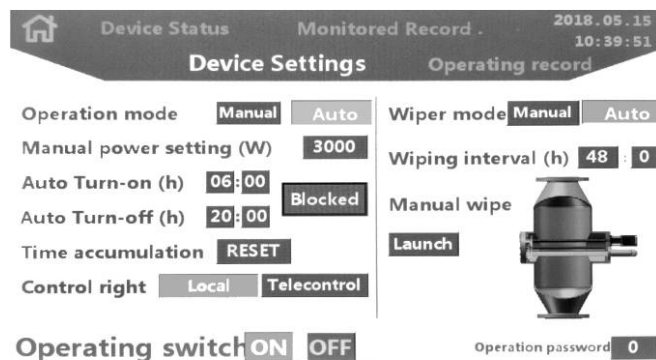 Device Status Monitored Record . 2018.05.15
10:39:51
Device Settings Operating record
Operation mode Manual Auto
Manual power setting (W) 3000
Auto Turn-on (h) 06:00
Blocked
Auto Turn-off (h) 20:00
Time accumulation RESET
Control right Local Telecontrol
Operating switch ON OFF
Wiper mode Manual Auto
Wiping interval (h) 48 : 0
Manual wipe
Launch
Operation password 0